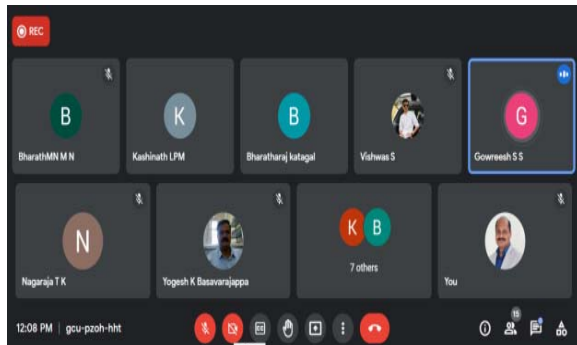 REC
B
K
B
G
BharathMN M N
Kashinath LPM
Bharatharaj katagal
Vishwas S
Gowreesh S S
N
K B
Nagaraja T K
Yogesh K Basavarajappa
7 others
You
12:08 PM | gcu-pzoh-hht
CC
15